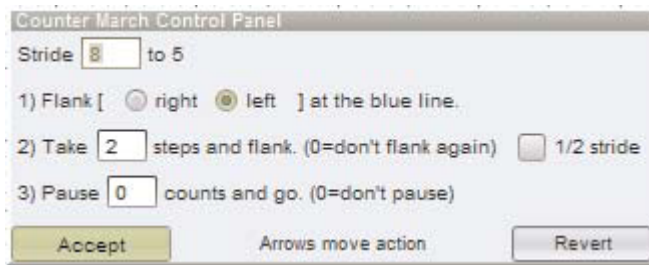 Counter March Control Panel
Stride 8 to 5
1) Flank [ right left ] at the blue line.
2) Take 2 steps and flank. (0=don't flank again) 1/2 stride
3) Pause 0 counts and go. (0=don't pause)
Accept Arrows move action Revert